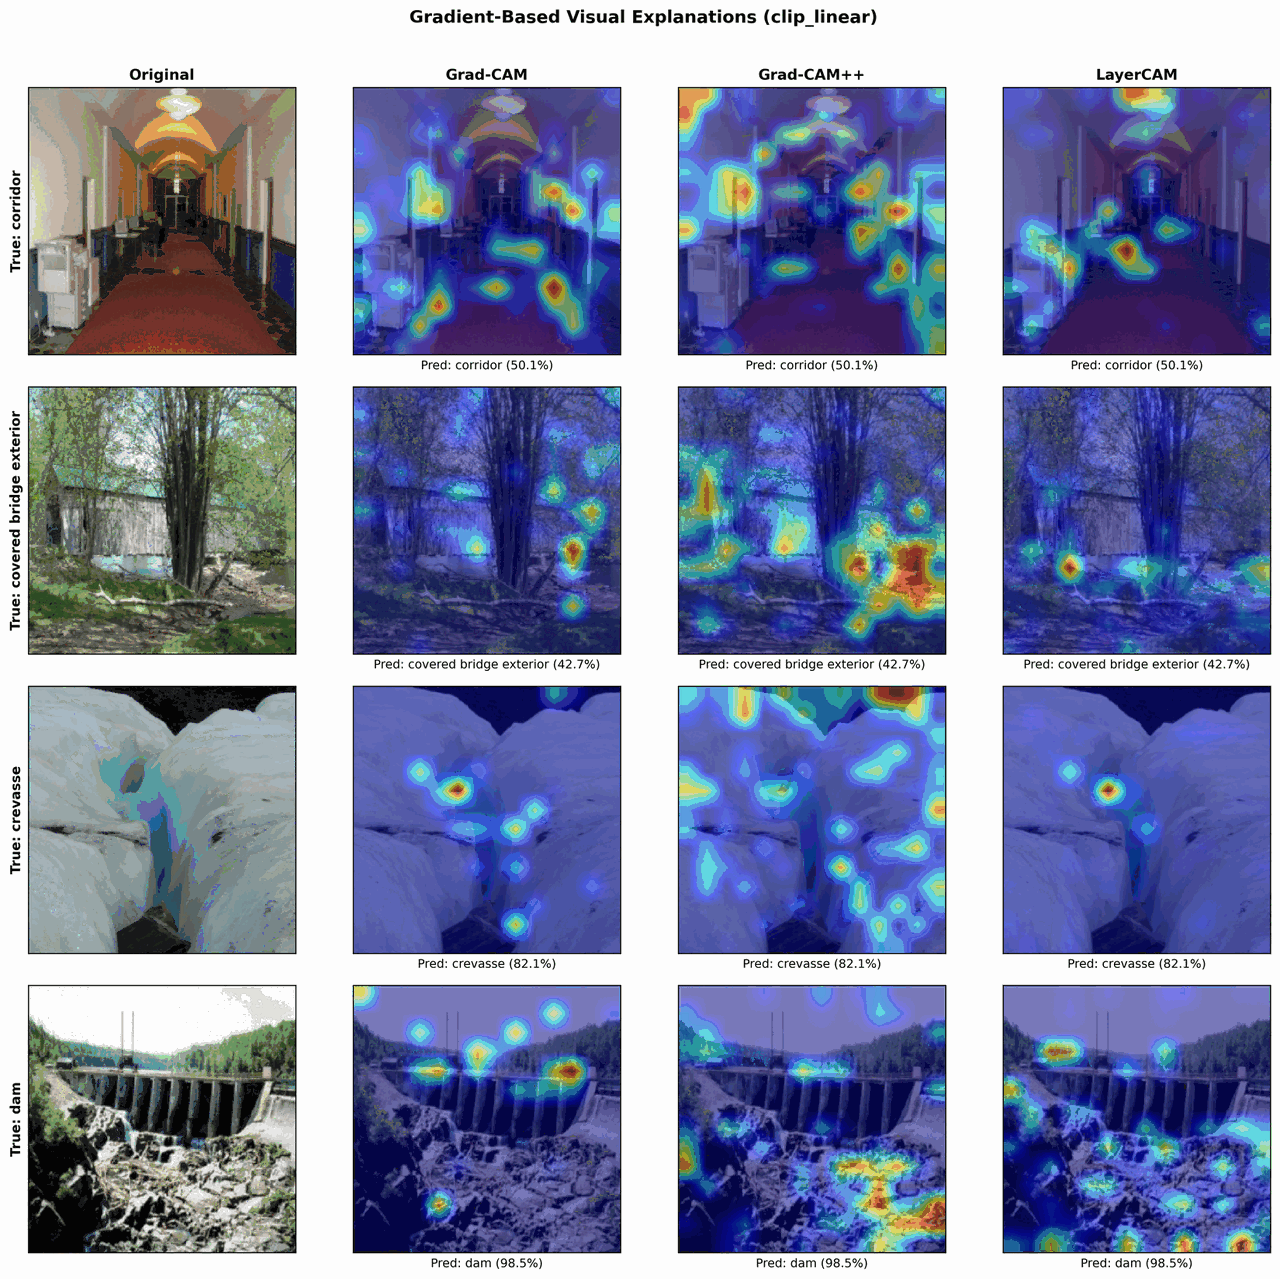 Gradient-Based Visual Explanations (clip_linear)
Original
Grad-CAM
Grad-CAM++
LayerCAM
True: corridor
Pred: corridor (50.1%)
Pred: corridor (50.1%)
Pred: corridor (50.1%)
True: covered bridge exterior
Pred: covered bridge exterior (42.7%)
Pred: covered bridge exterior (42.7%)
Pred: covered bridge exterior (42.7%)
True: crevasse
Pred: crevasse (82.1%)
Pred: crevasse (82.1%)
Pred: crevasse (82.1%)
True: dam
Pred: dam (98.5%)
Pred: dam (98.5%)
Pred: dam (98.5%)